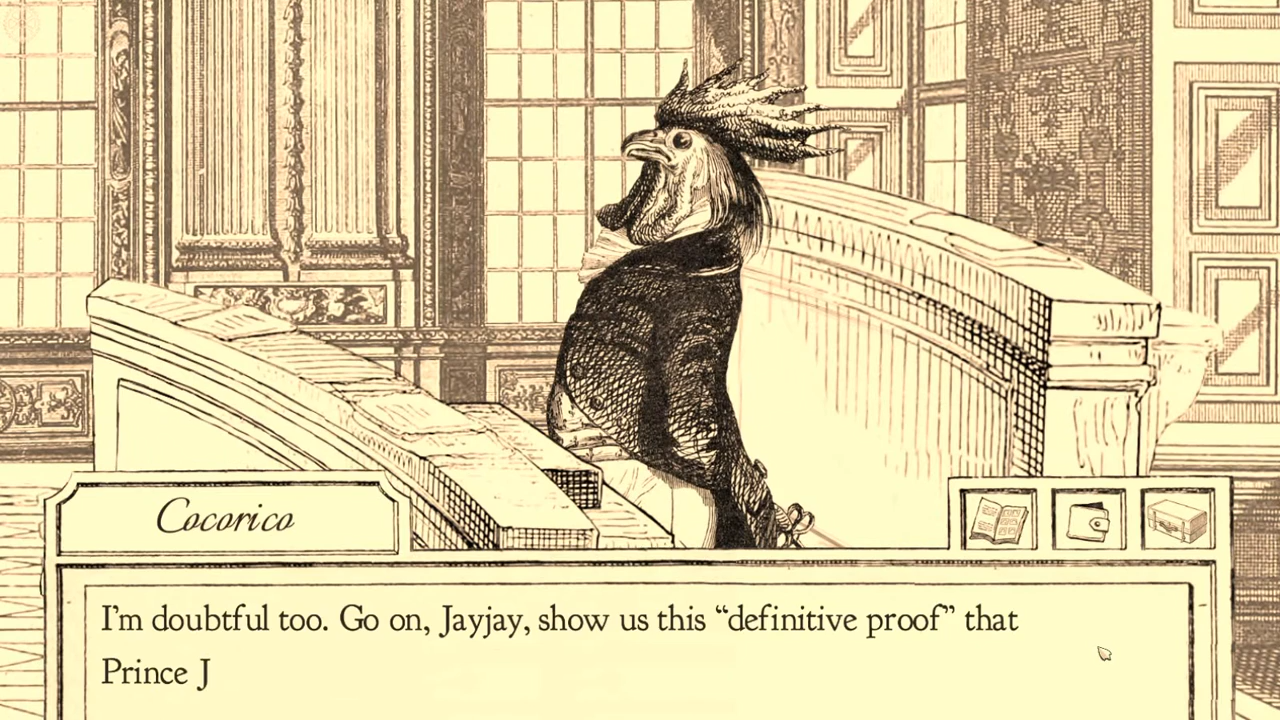 Cocorico
I'm doubtful too. Go on, Jayjay, show us this “definitive proof” that
Prince J